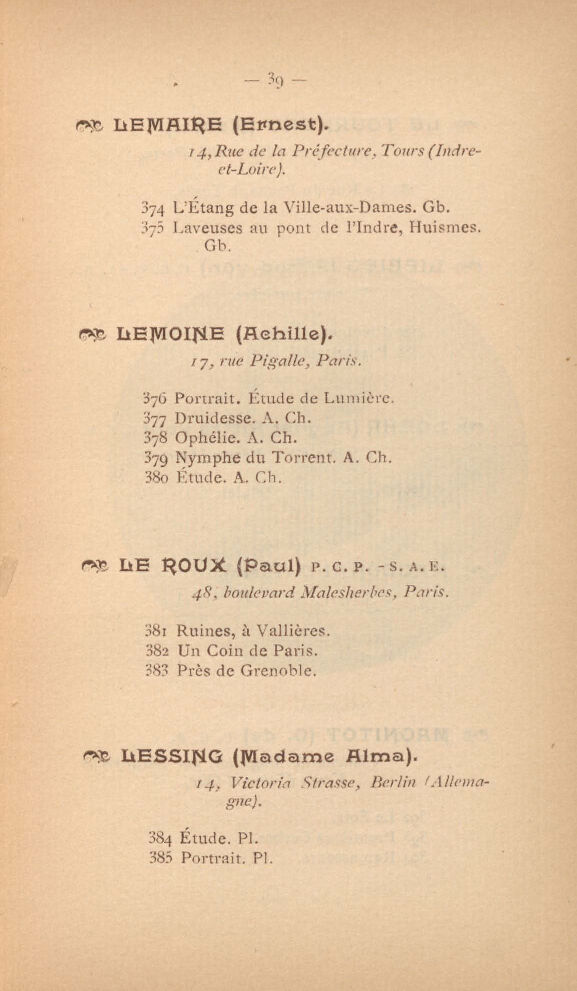 — 39 —
LEMAIRE (Ernest).
14, Rue de la Préfecture, Tours (Indre-
et-Loire).
374 L'Étang de la Ville-aux-Dames. Gb.
375 Laveuses au pont de l'Indre, Huismes.
Gb.
LEMOINE (Achille).
17, rue Pigalle, Paris.
376 Portrait. Étude de Lumière.
377 Druidesse. A. Ch.
378 Ophélie. A. Ch.
379 Nymphe du Torrent. A. Ch.
380 Étude. A. Ch.
LE ROUX (Paul) P. C. P. - S. A. E.
48, boulevard Malesherbes, Paris.
381 Ruines, à Vallières.
382 Un Coin de Paris.
383 Près de Grenoble.
LESSING (Madame Alma).
14, Victoria Strasse, Berlin (Allema-
gne).
384 Étude. Pl.
385 Portrait. Pl.